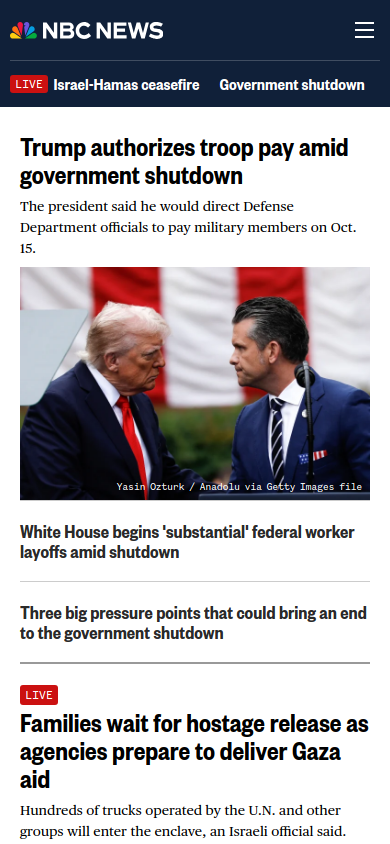 NBC NEWS
LIVE Israel-Hamas ceasefire Government shutdown
Trump authorizes troop pay amid
government shutdown
The president said he would direct Defense
Department officials to pay military members on Oct.
15.
Yasin Ozturk / Anadolu via Getty Images file
White House begins 'substantial' federal worker
layoffs amid shutdown
Three big pressure points that could bring an end
to the government shutdown
LIVE
Families wait for hostage release as
agencies prepare to deliver Gaza
aid
Hundreds of trucks operated by the U.N. and other
groups will enter the enclave, an Israeli official said.